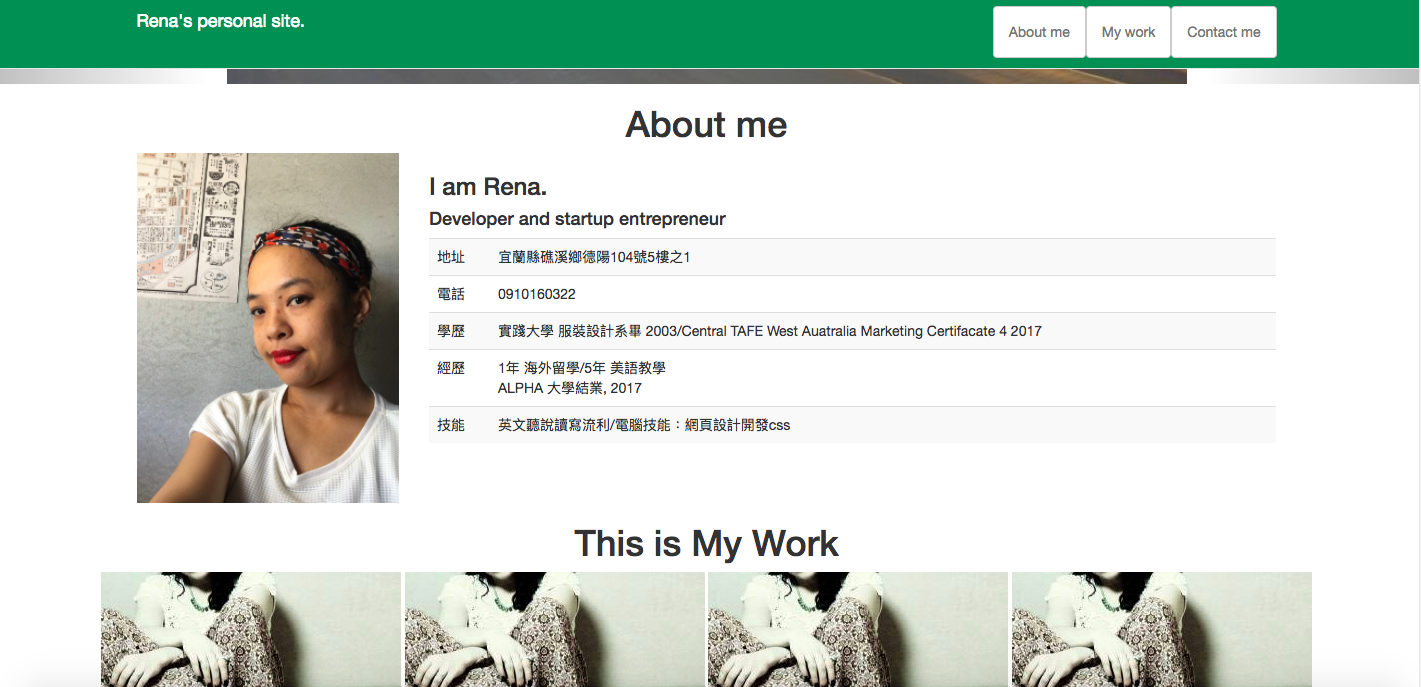 Rena's personal site.
About me
My work
Contact me
About me
I am Rena.
Developer and startup entrepreneur
地址 宜蘭縣礁溪鄉德陽104號5樓之1
電話 0910160322
學歷 實踐大學 服裝設計系畢 2003/Central TAFE West Auatralia Marketing Certifacate 4 2017
經歷 1年 海外留學/5年 美語教學
ALPHA 大學結業, 2017
技能 英文聽說讀寫流利/電腦技能：網頁設計開發css
This is My Work